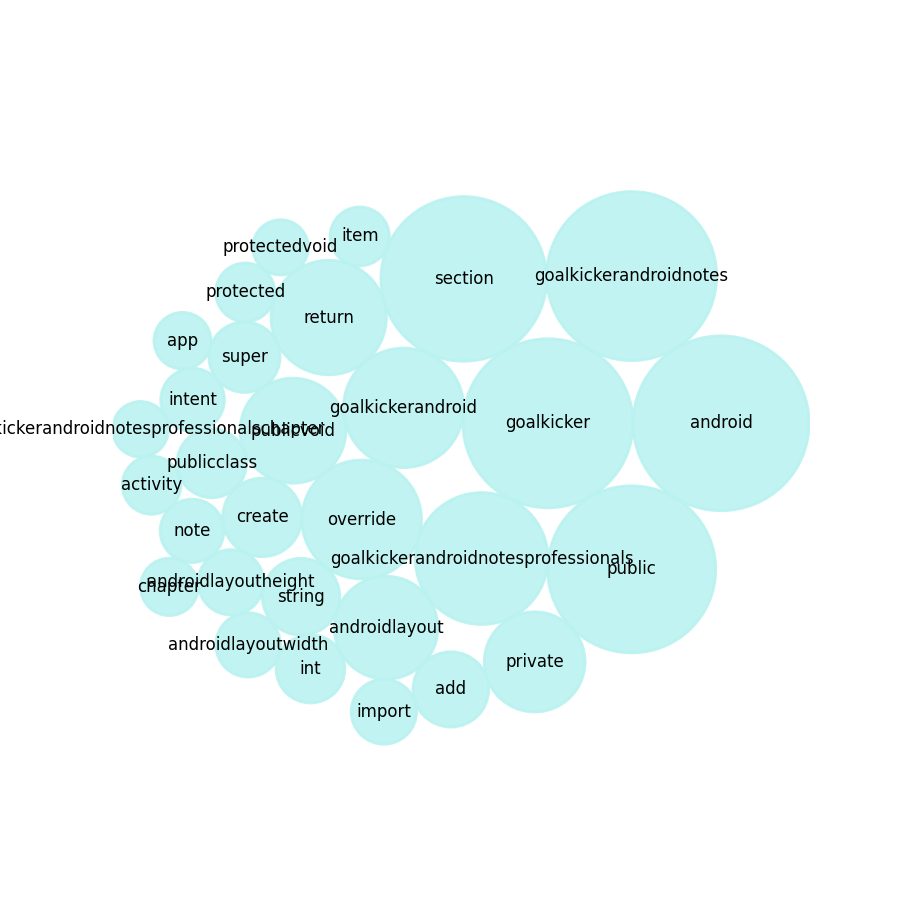 item
protectedvoid
section
goalkickerandroidnotes
protected
return
app
super
intent
goalkickerandroid
goalkicker
android
kickerandroidnotesprofessionalschapter
publicvoid
publicclass
activity
create
override
note
goalkickerandroidnotesprofessionals
public
chapter
androidlayoutheight
string
androidlayout
androidlayoutwidth
int
private
add
import